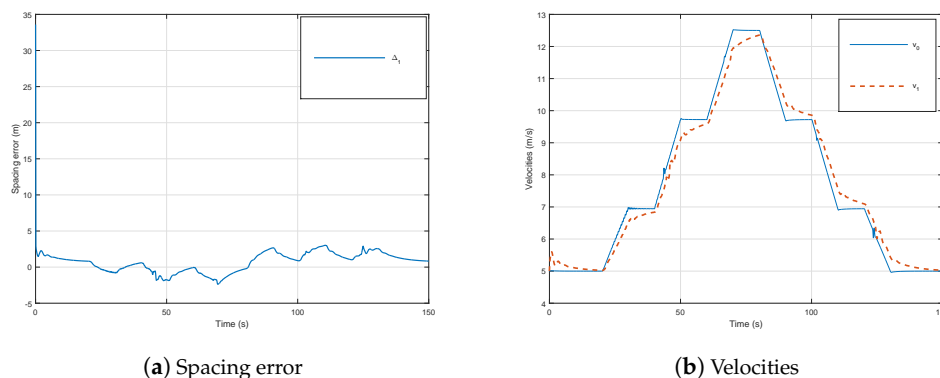 35
30
25
20
15
10
5
0
-5
0 50 100 150
Spacing error (m)
Time (s)
Δ1
(a) Spacing error
13
12
11
10
9
8
7
6
5
4
0 50 100
Velocities (m/s)
Time (s)
v0
v1
(b) Velocities